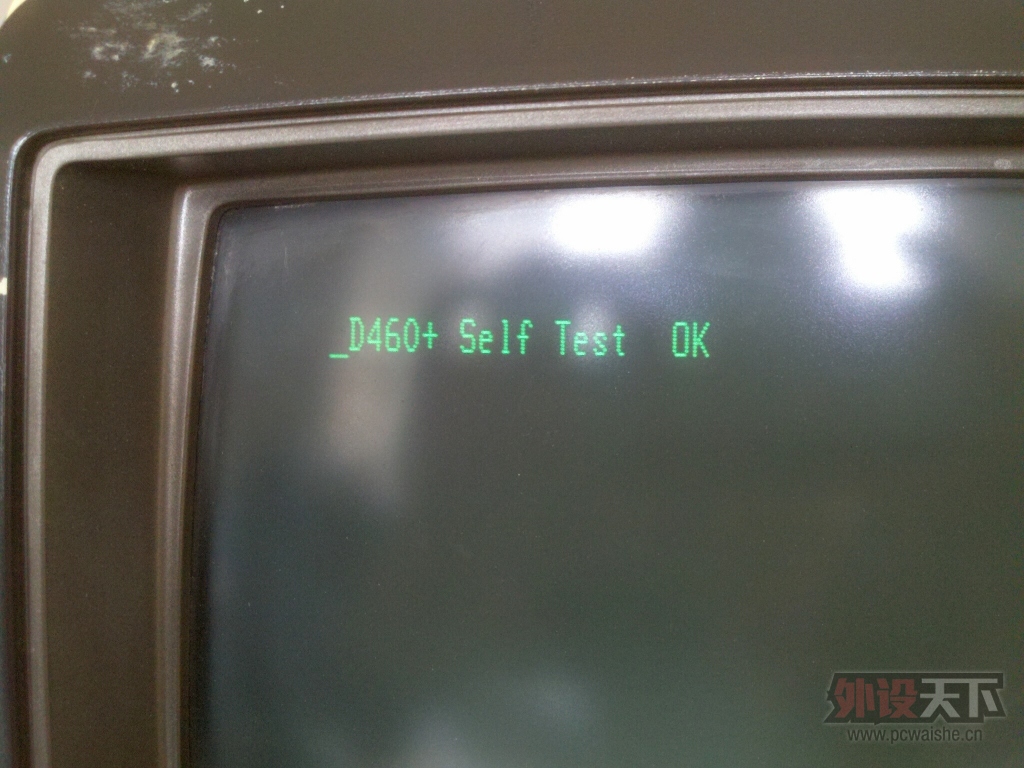 _D460+ Self Test  OK
外设天下
www.pcwaishe.cn